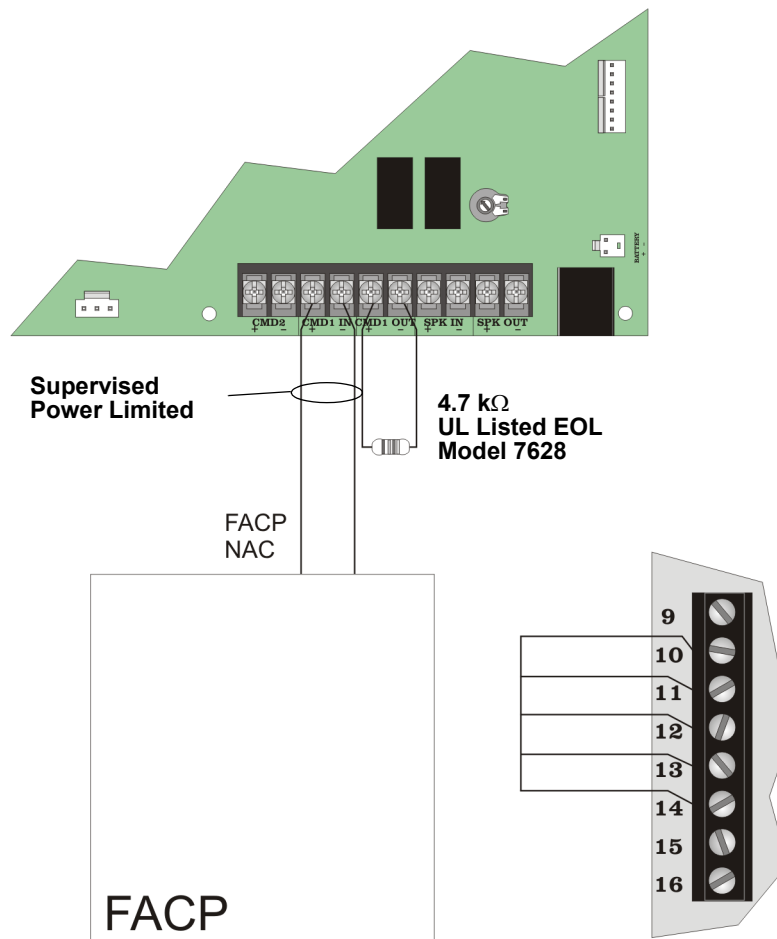 BATTERY
+ -
CMD2 CMD1 IN CMD1 OUT SPK IN SPK OUT
+ - + - + - + - + -
Supervised
Power Limited
4.7 kΩ
UL Listed EOL
Model 7628
FACP
NAC
FACP
9
10
11
12
13
14
15
16